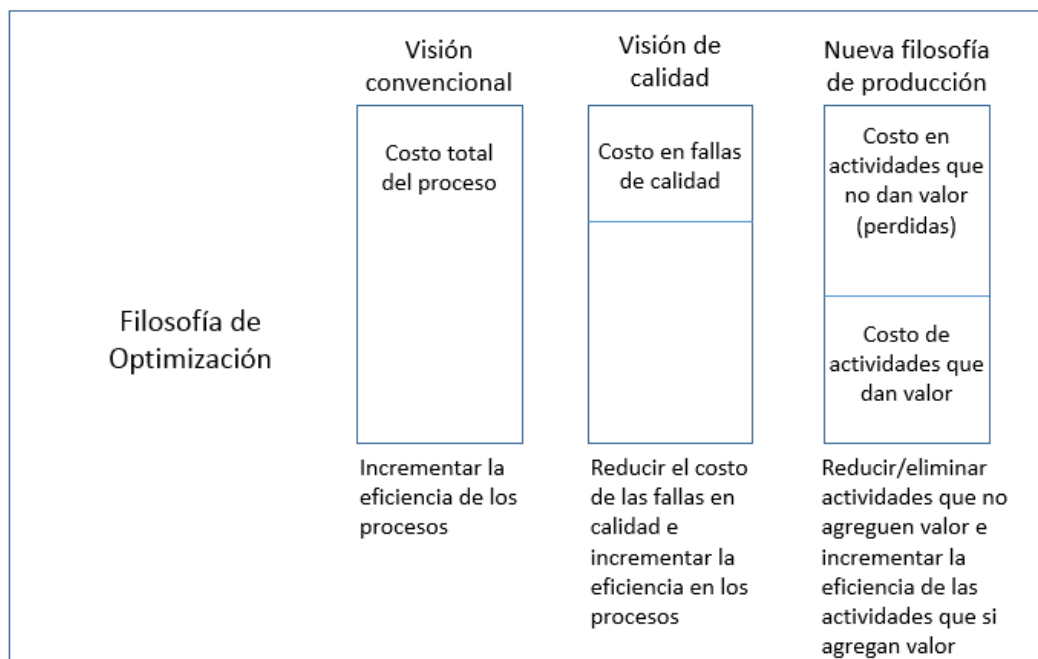 Visión
convencional
Visión de
calidad
Nueva filosofía
de producción
Costo total
del proceso
Costo en fallas
de calidad
Costo en
actividades que
no dan valor
(perdidas)
Costo de
actividades que
dan valor
Filosofía de
Optimización
Incrementar la
eficiencia de los
procesos
Reducir el costo
de las fallas en
calidad e
incrementar la
eficiencia en los
procesos
Reducir/eliminar
actividades que no
agreguen valor e
incrementar la
eficiencia de las
actividades que si
agregan valor